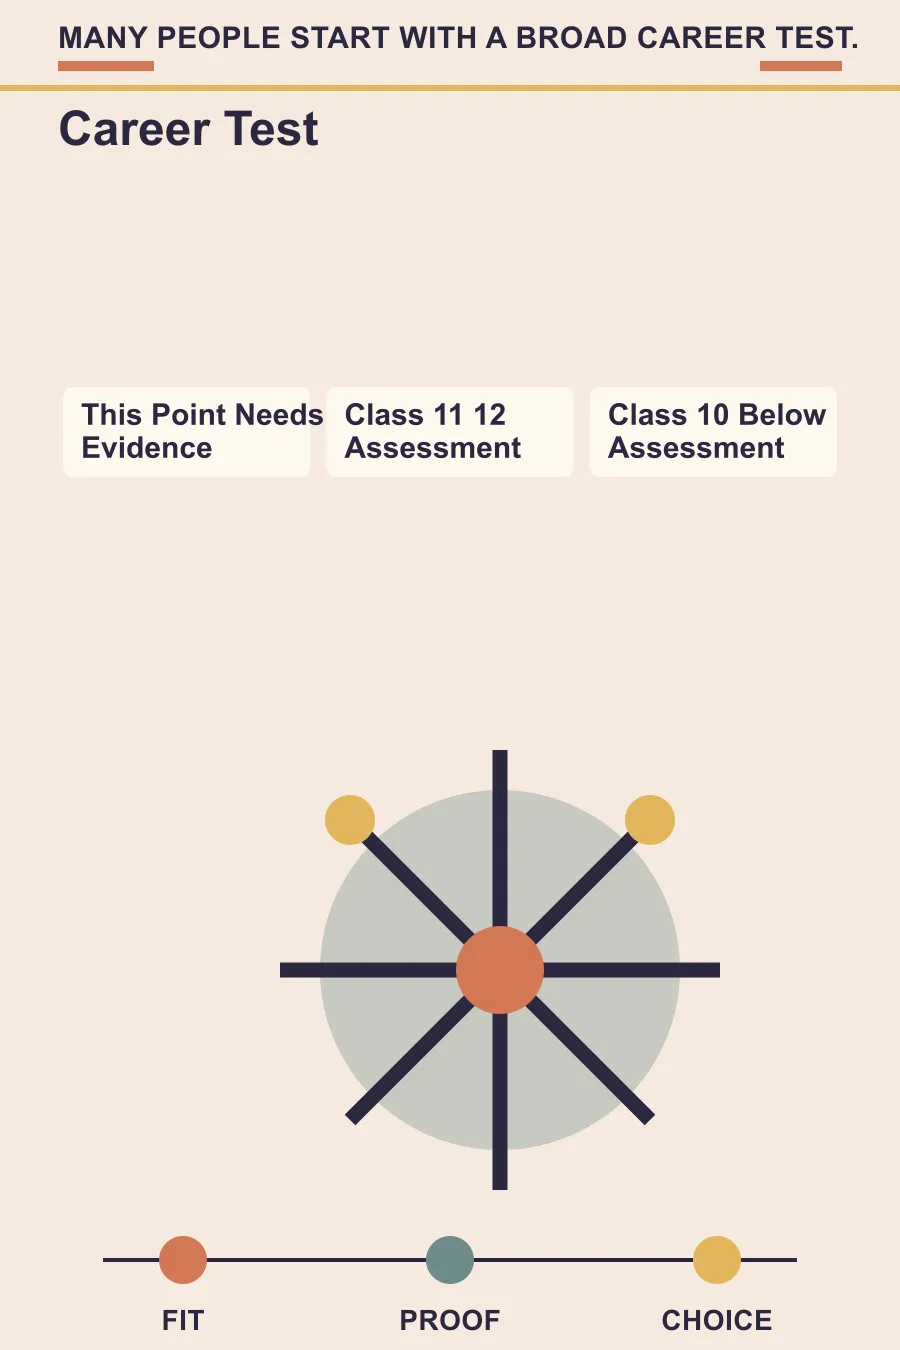 MANY PEOPLE START WITH A BROAD CAREER TEST.
Career Test
This Point Needs
Evidence
Class 11 12
Assessment
Class 10 Below
Assessment
FIT
PROOF
CHOICE